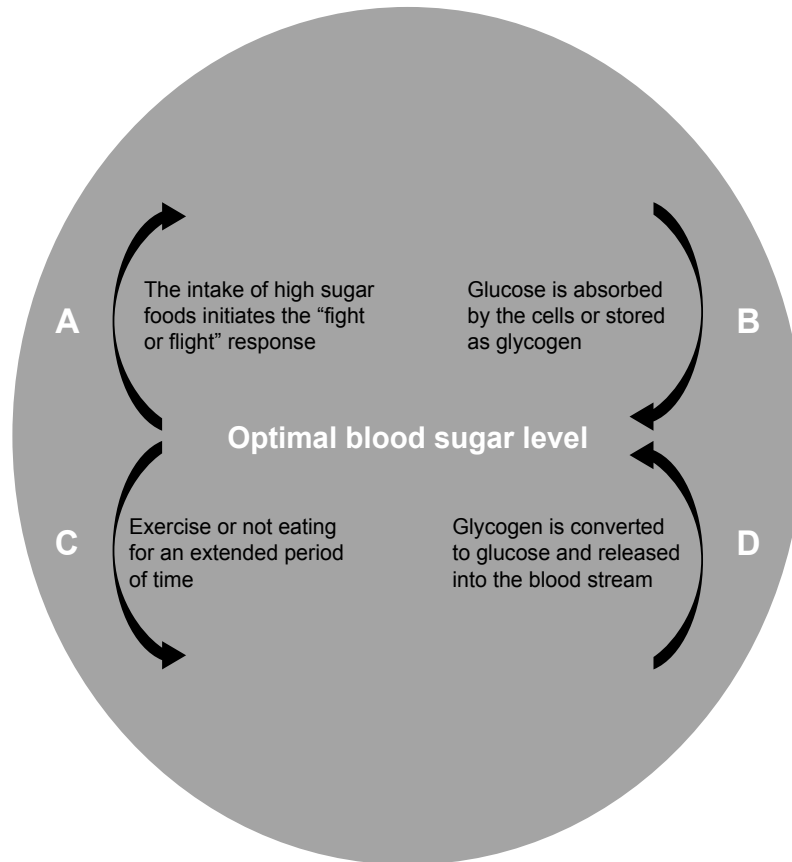 A
The intake of high sugar
foods initiates the “fight
or flight” response
Glucose is absorbed
by the cells or stored
as glycogen
B
Optimal blood sugar level
C
Exercise or not eating
for an extended period
of time
Glycogen is converted
to glucose and released
into the blood stream
D